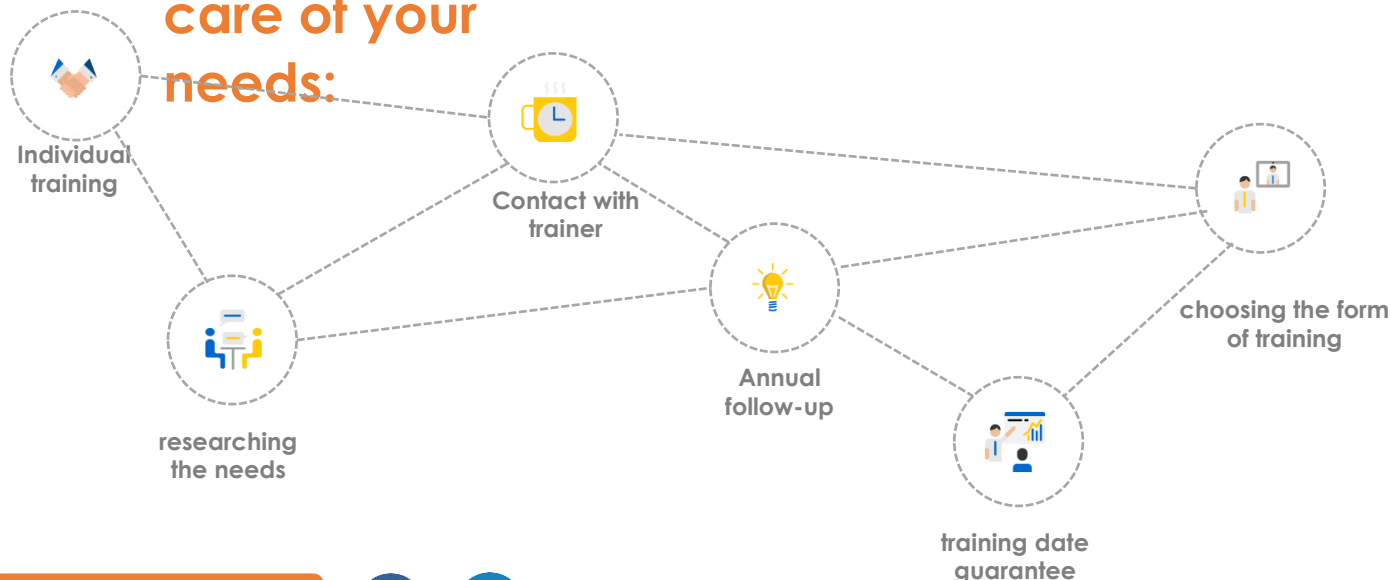 care of your
needs:
Individual
training
Contact with
trainer
choosing the form
of training
Annual
follow-up
researching
the needs
training date
guarantee